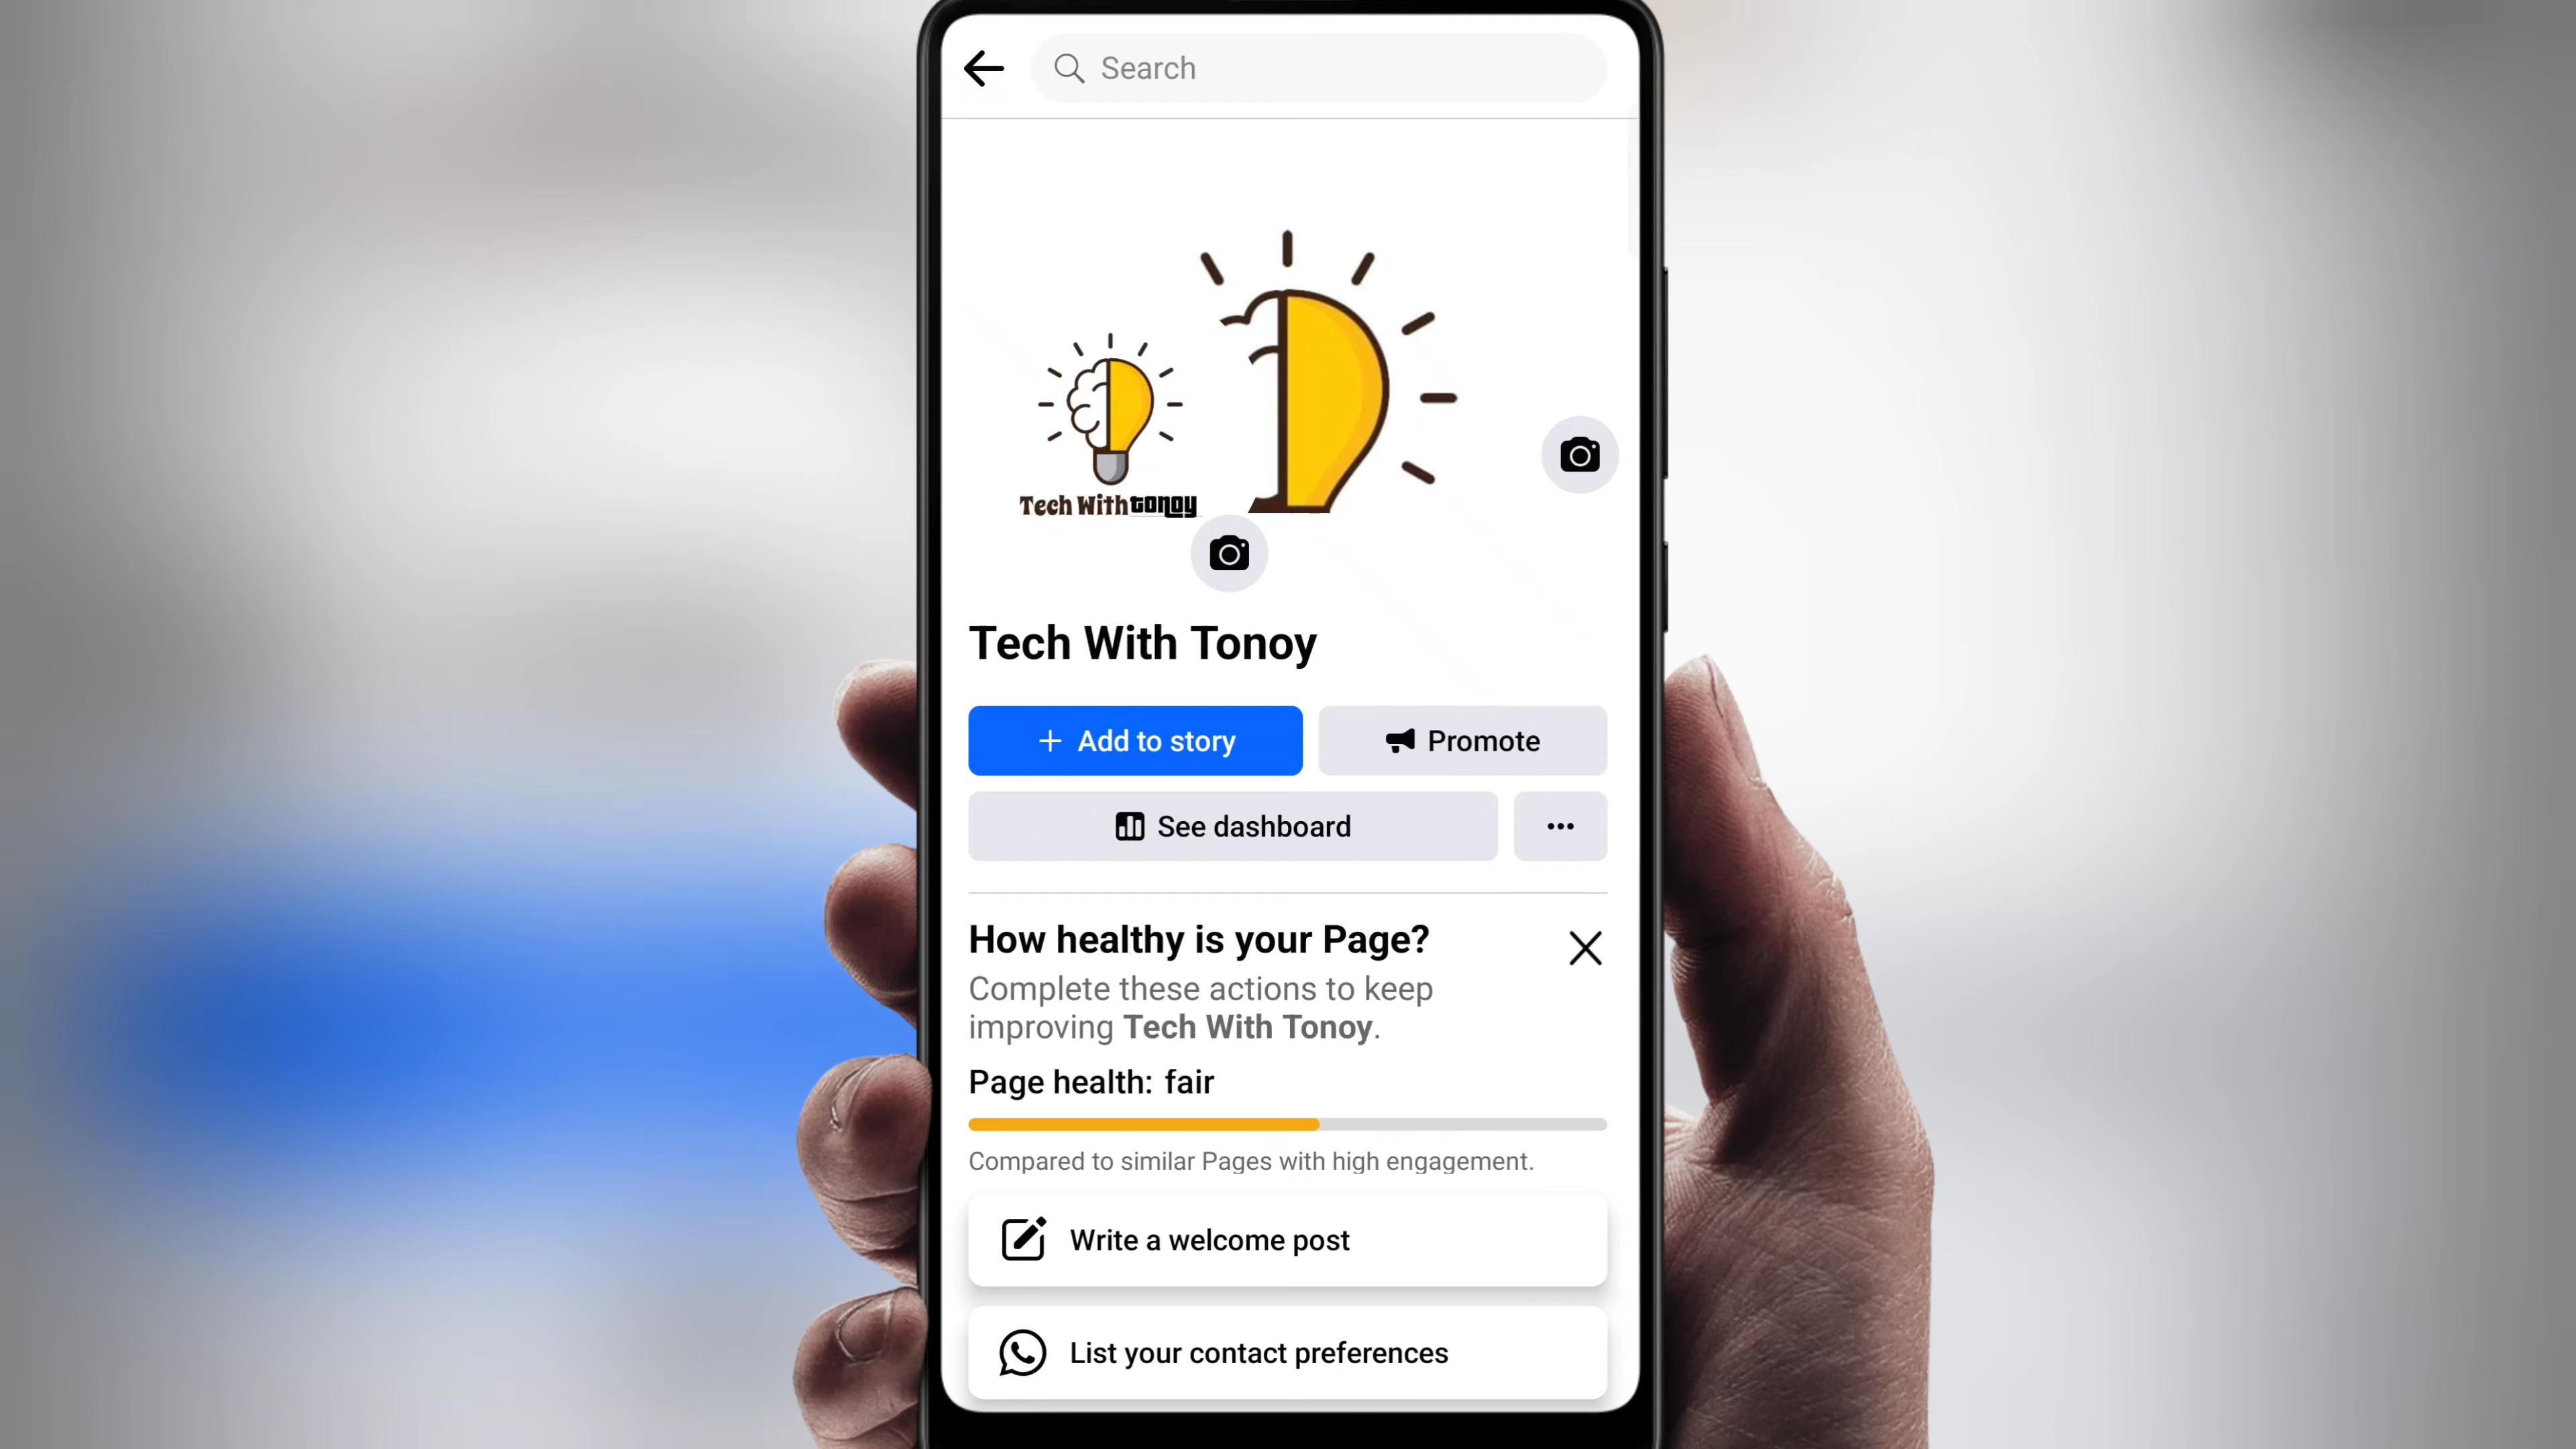 Search
Tech With tonoy
Tech With Tonoy
+ Add to story
Promote
See dashboard
How healthy is your Page?
Complete these actions to keep
improving Tech With Tonoy.
Page health: fair
Compared to similar Pages with high engagement.
Write a welcome post
List your contact preferences